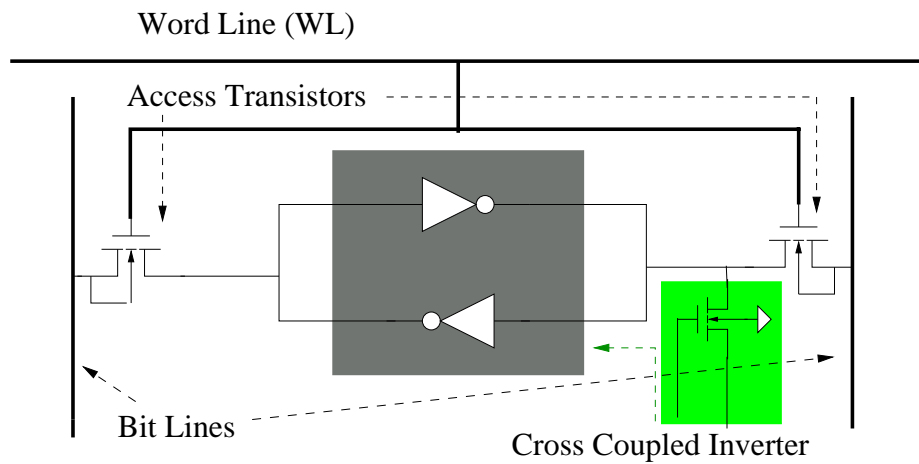 Word Line (WL)
Access Transistors
Bit Lines
Cross Coupled Inverter